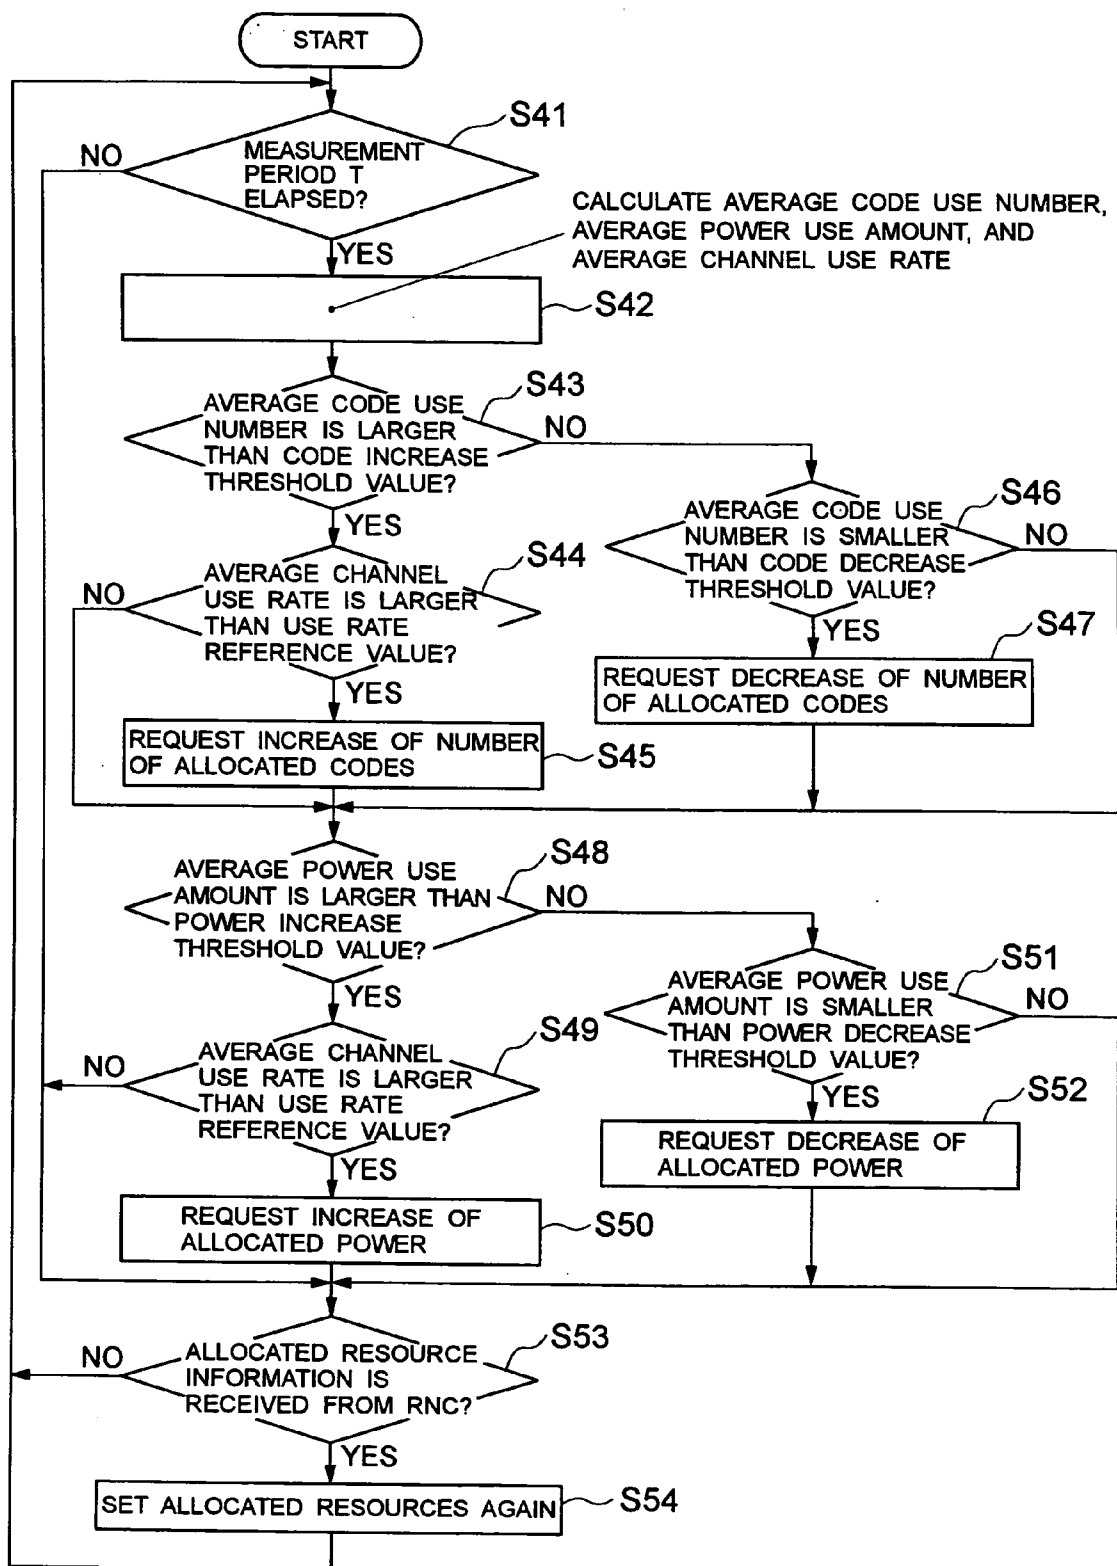 START
S41
NO
MEASUREMENT
PERIOD T
ELAPSED?
YES
CALCULATE AVERAGE CODE USE NUMBER,
AVERAGE POWER USE AMOUNT, AND
AVERAGE CHANNEL USE RATE
S42
S43
AVERAGE CODE USE
NUMBER IS LARGER
THAN CODE INCREASE
THRESHOLD VALUE?
NO
YES
S46
AVERAGE CODE USE
NUMBER IS SMALLER
THAN CODE DECREASE
THRESHOLD VALUE?
NO
YES
S44
AVERAGE CHANNEL
USE RATE IS LARGER
THAN USE RATE
REFERENCE VALUE?
NO
YES
S47
REQUEST DECREASE OF NUMBER
OF ALLOCATED CODES
REQUEST INCREASE OF NUMBER
OF ALLOCATED CODES
S45
S48
AVERAGE POWER USE
AMOUNT IS LARGER THAN
POWER INCREASE
THRESHOLD VALUE?
NO
YES
S51
AVERAGE POWER USE
AMOUNT IS SMALLER
THAN POWER DECREASE
THRESHOLD VALUE?
NO
YES
S49
AVERAGE CHANNEL
USE RATE IS LARGER
THAN USE RATE
REFERENCE VALUE?
NO
YES
S52
REQUEST DECREASE OF
ALLOCATED POWER
REQUEST INCREASE OF
ALLOCATED POWER
S50
S53
NO
ALLOCATED RESOURCE
INFORMATION IS
RECEIVED FROM RNC?
YES
SET ALLOCATED RESOURCES AGAIN
S54